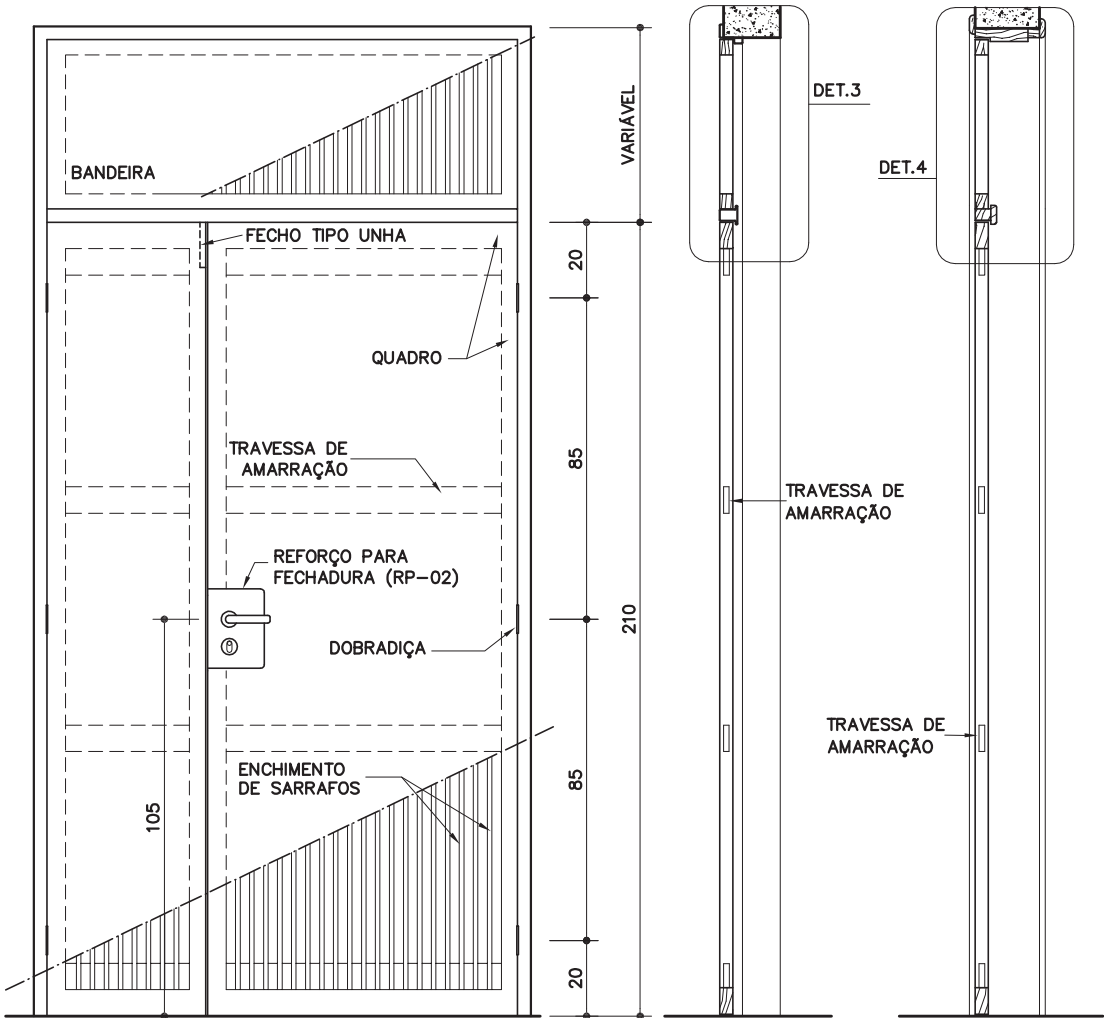 DET.3
VARIÁVEL
BANDEIRA
DET.4
FECHO TIPO UNHA
20
QUADRO
TRAVESSA DE
AMARRAÇÃO
85
TRAVESSA DE
AMARRAÇÃO
REFORÇO PARA
FECHADURA (RP-02)
210
DOBRADIÇA
TRAVESSA DE
AMARRAÇÃO
ENCHIMENTO
DE SARRAFOS
85
105
20